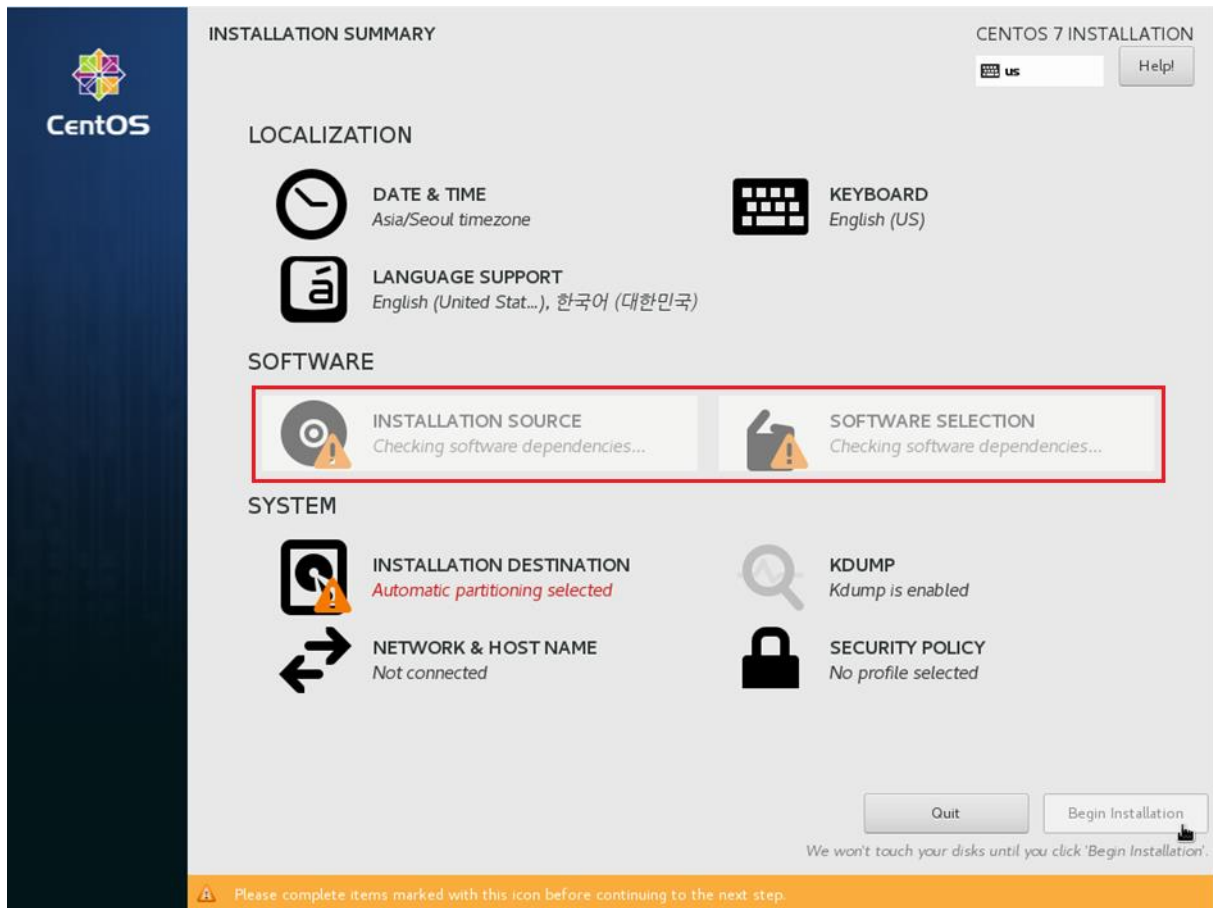 INSTALLATION SUMMARY
CENTOS 7 INSTALLATION
us
Help!
CentOS
LOCALIZATION
DATE & TIME
Asia/Seoul timezone
KEYBOARD
English (US)
á
LANGUAGE SUPPORT
English (United Stat...), 한국어 (대한민국)
SOFTWARE
INSTALLATION SOURCE
Checking software dependencies...
SOFTWARE SELECTION
Checking software dependencies...
SYSTEM
INSTALLATION DESTINATION
Automatic partitioning selected
KDUMP
Kdump is enabled
NETWORK & HOST NAME
Not connected
SECURITY POLICY
No profile selected
Quit
Begin Installation
We won't touch your disks until you click 'Begin Installation'.
Please complete items marked with this icon before continuing to the next step.